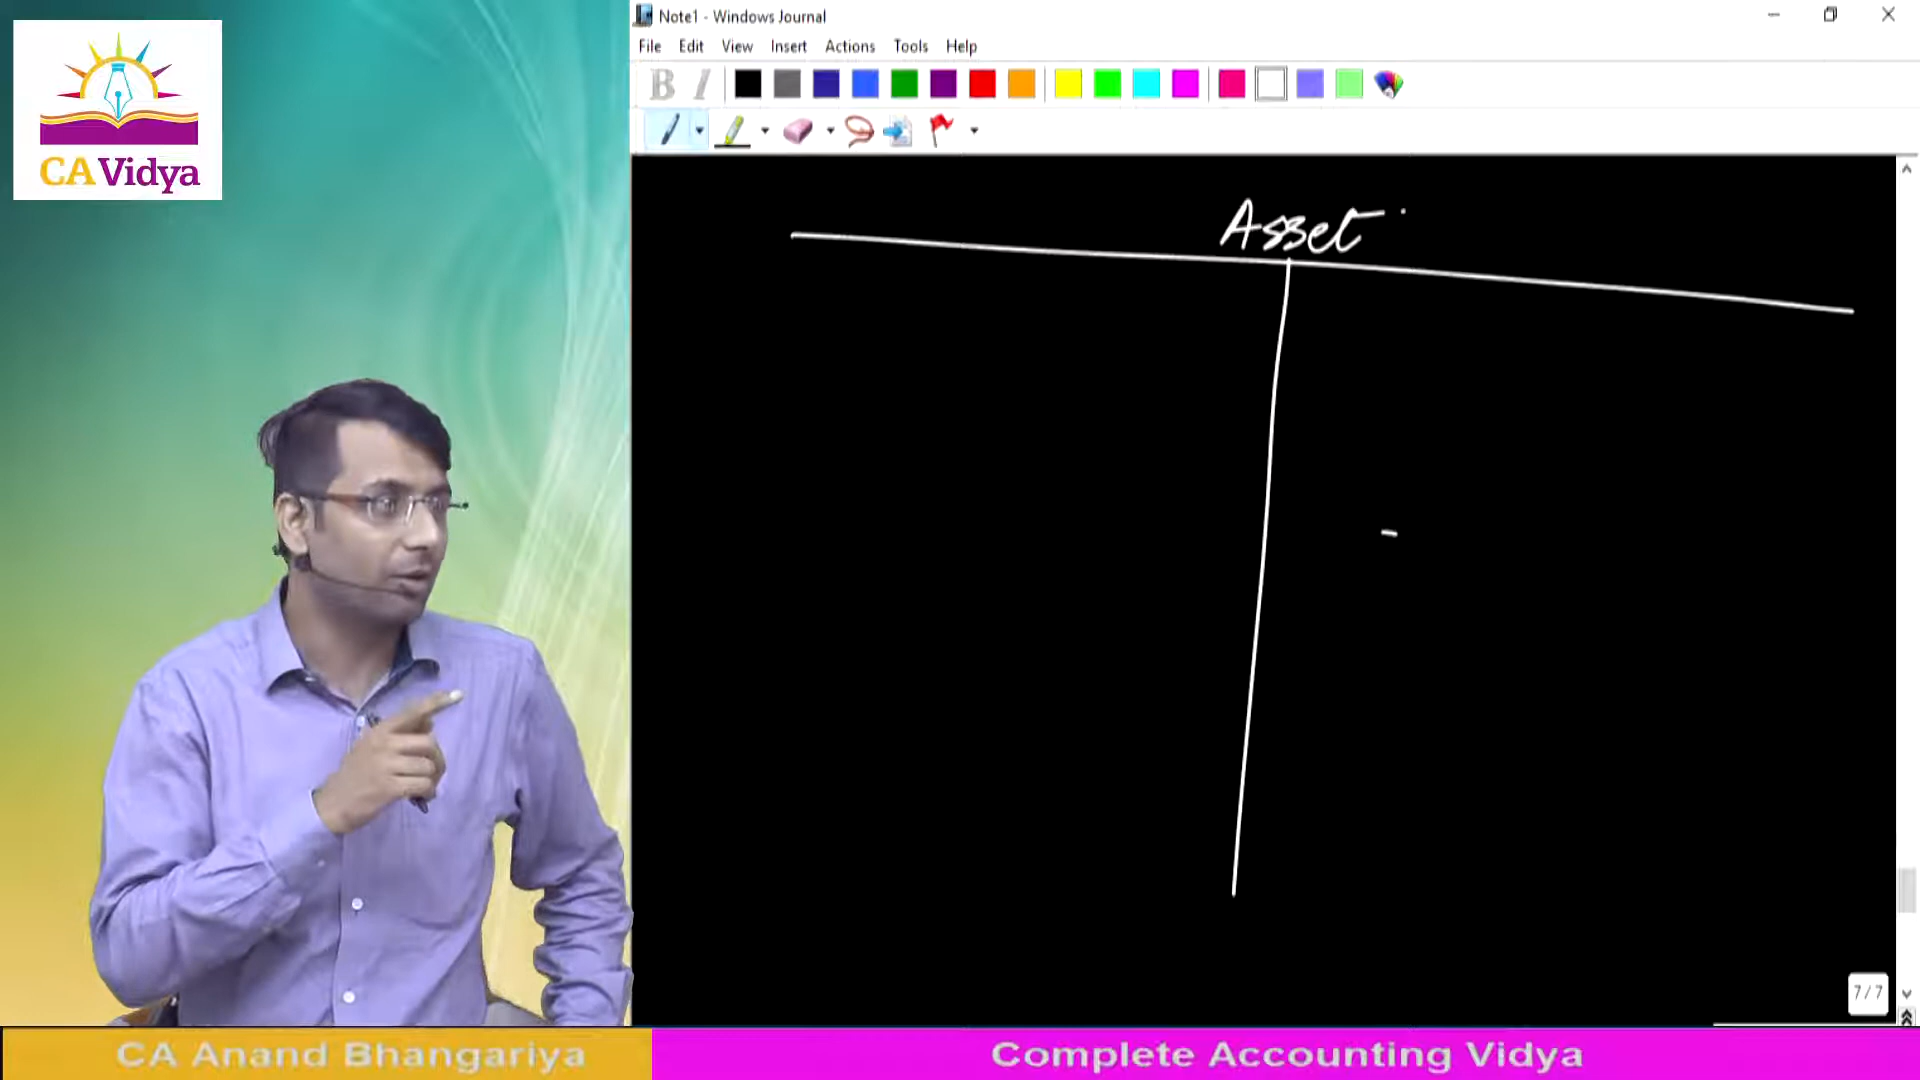 CA Vidya
Note1 - Windows Journal
File Edit View Insert Actions Tools Help
B I
Asset
7/7
CA Anand Bhangariya
Complete Accounting Vidya